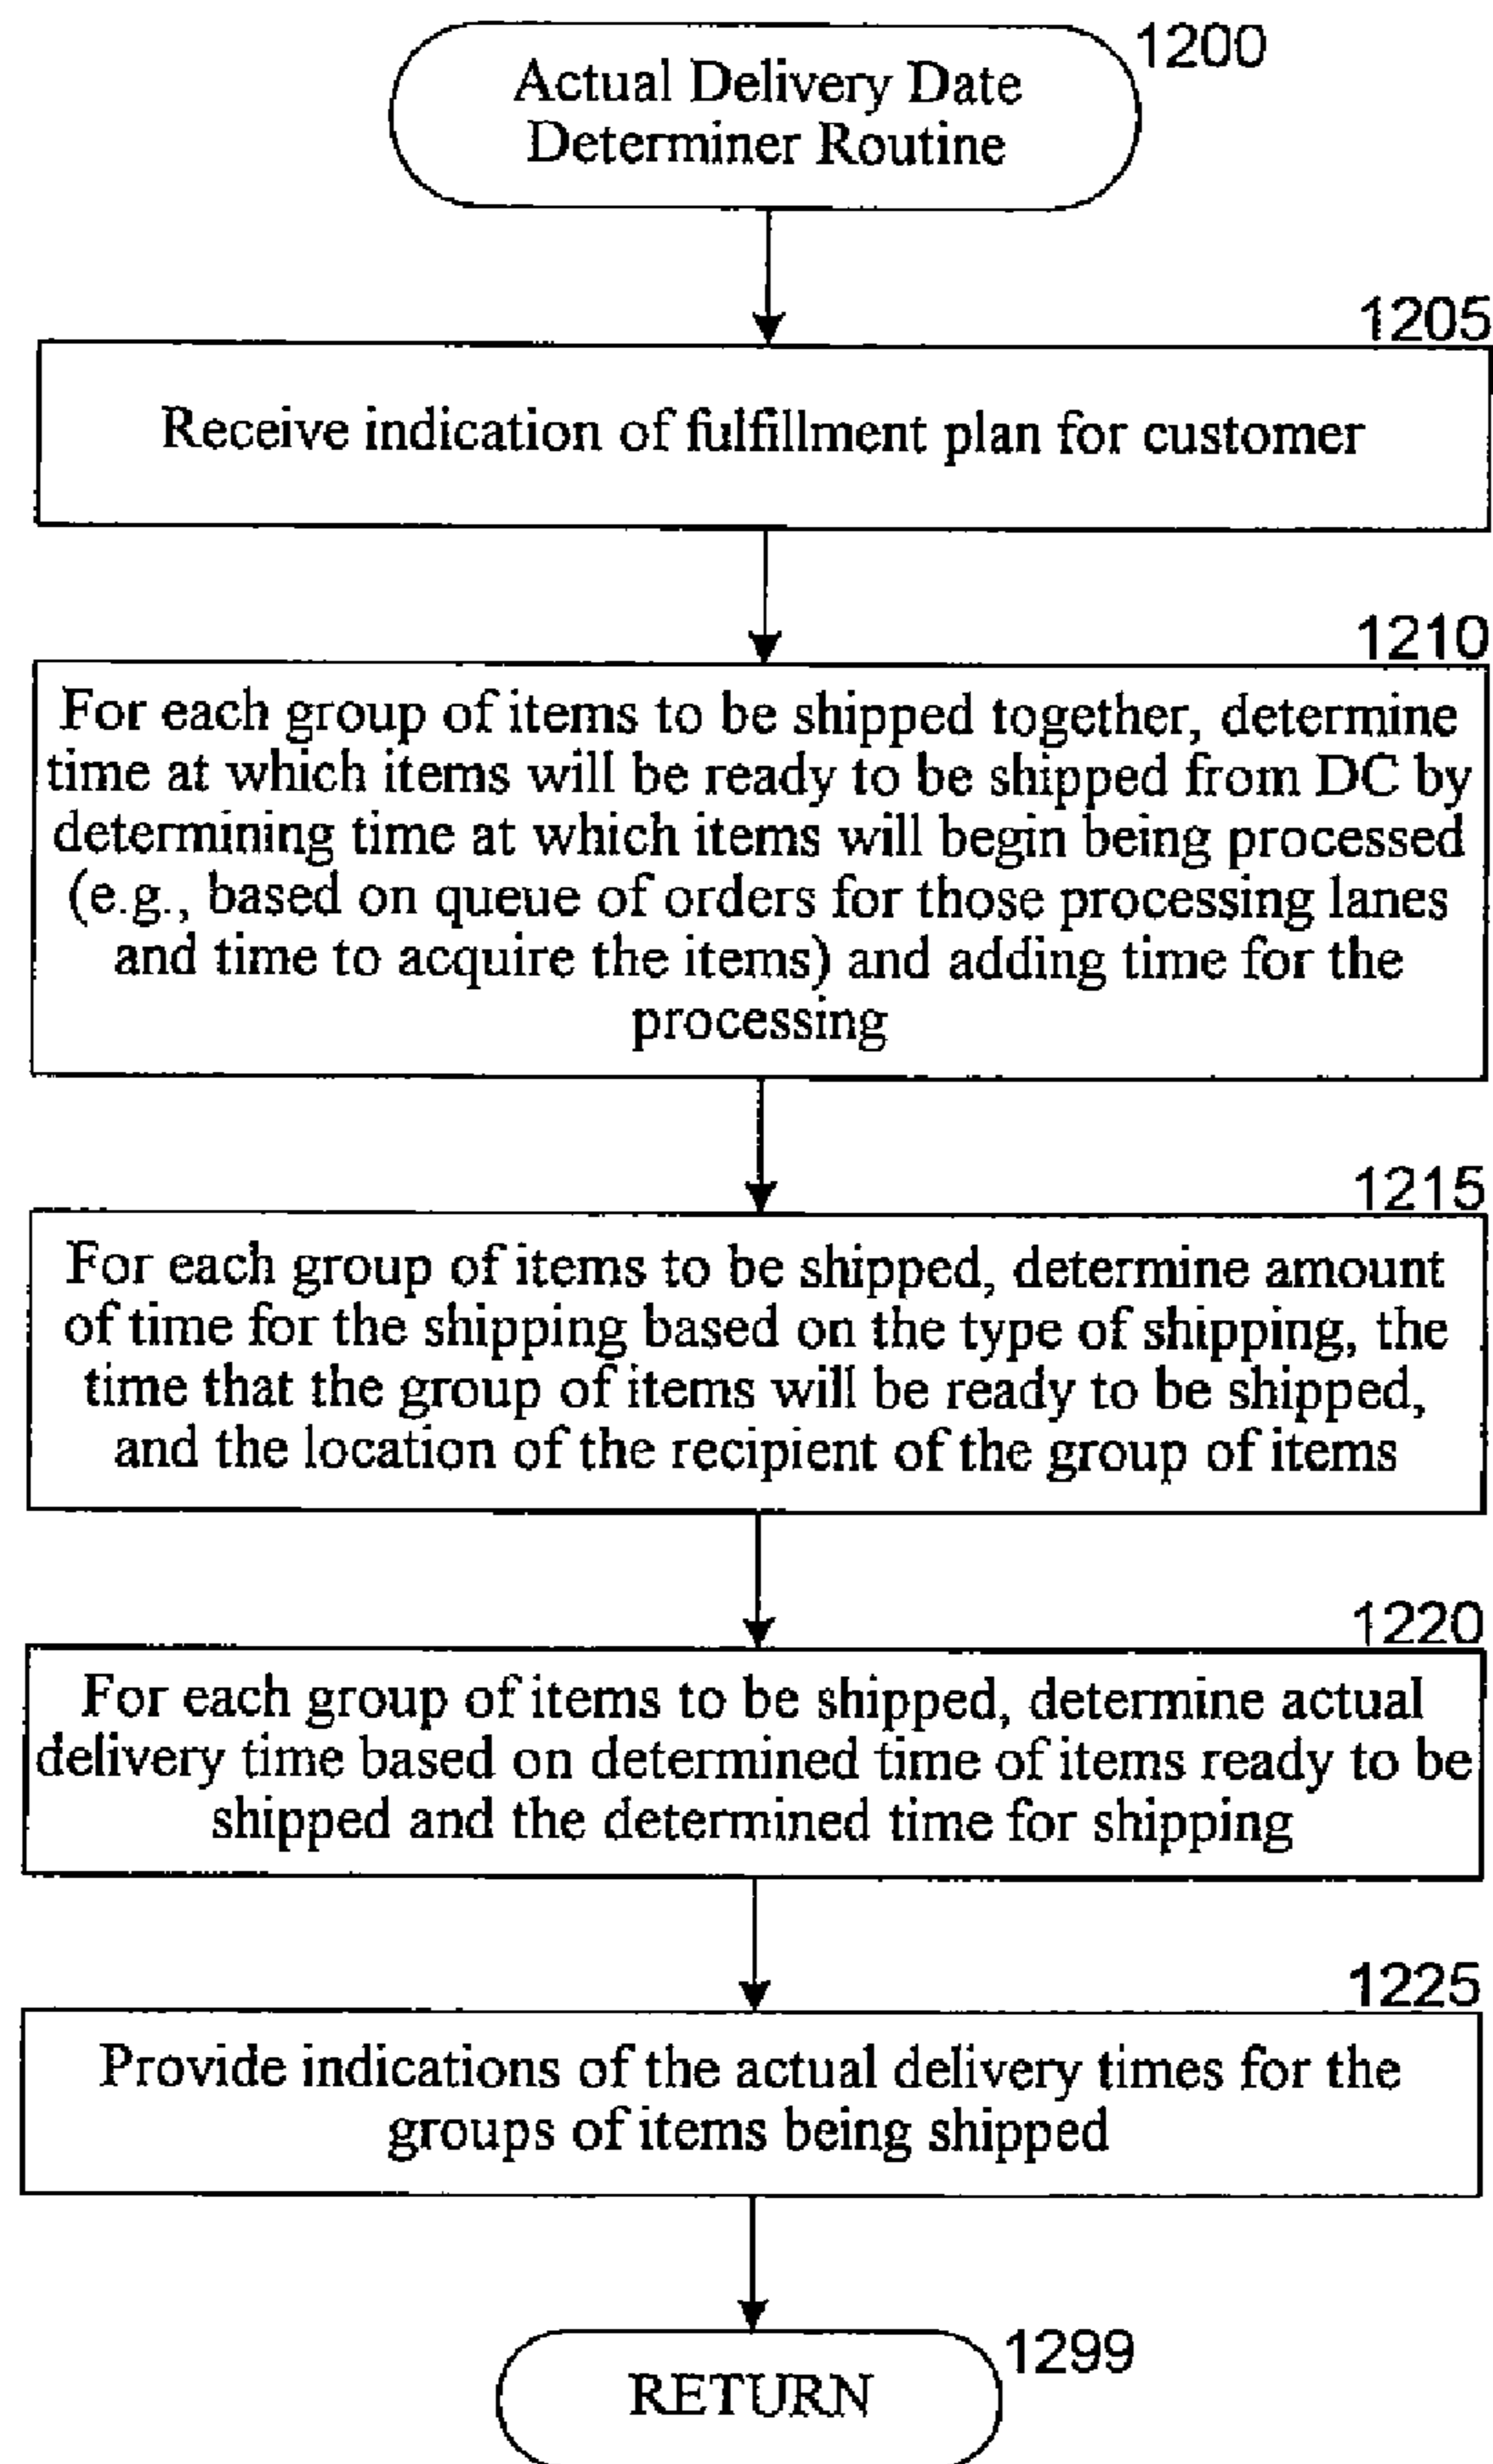 1200
Actual Delivery Date
Determiner Routine
1205
Receive indication of fulfillment plan for customer
1210
For each group of items to be shipped together, determine
time at which items will be ready to be shipped from DC by
determining time at which items will begin being processed
(e.g., based on queue of orders for those processing lanes
and time to acquire the items) and adding time for the
processing
1215
For each group of items to be shipped, determine amount
of time for the shipping based on the type of shipping, the
time that the group of items will be ready to be shipped,
and the location of the recipient of the group of items
1220
For each group of items to be shipped, determine actual
delivery time based on determined time of items ready to be
shipped and the determined time for shipping
1225
Provide indications of the actual delivery times for the
groups of items being shipped
1299
RETURN